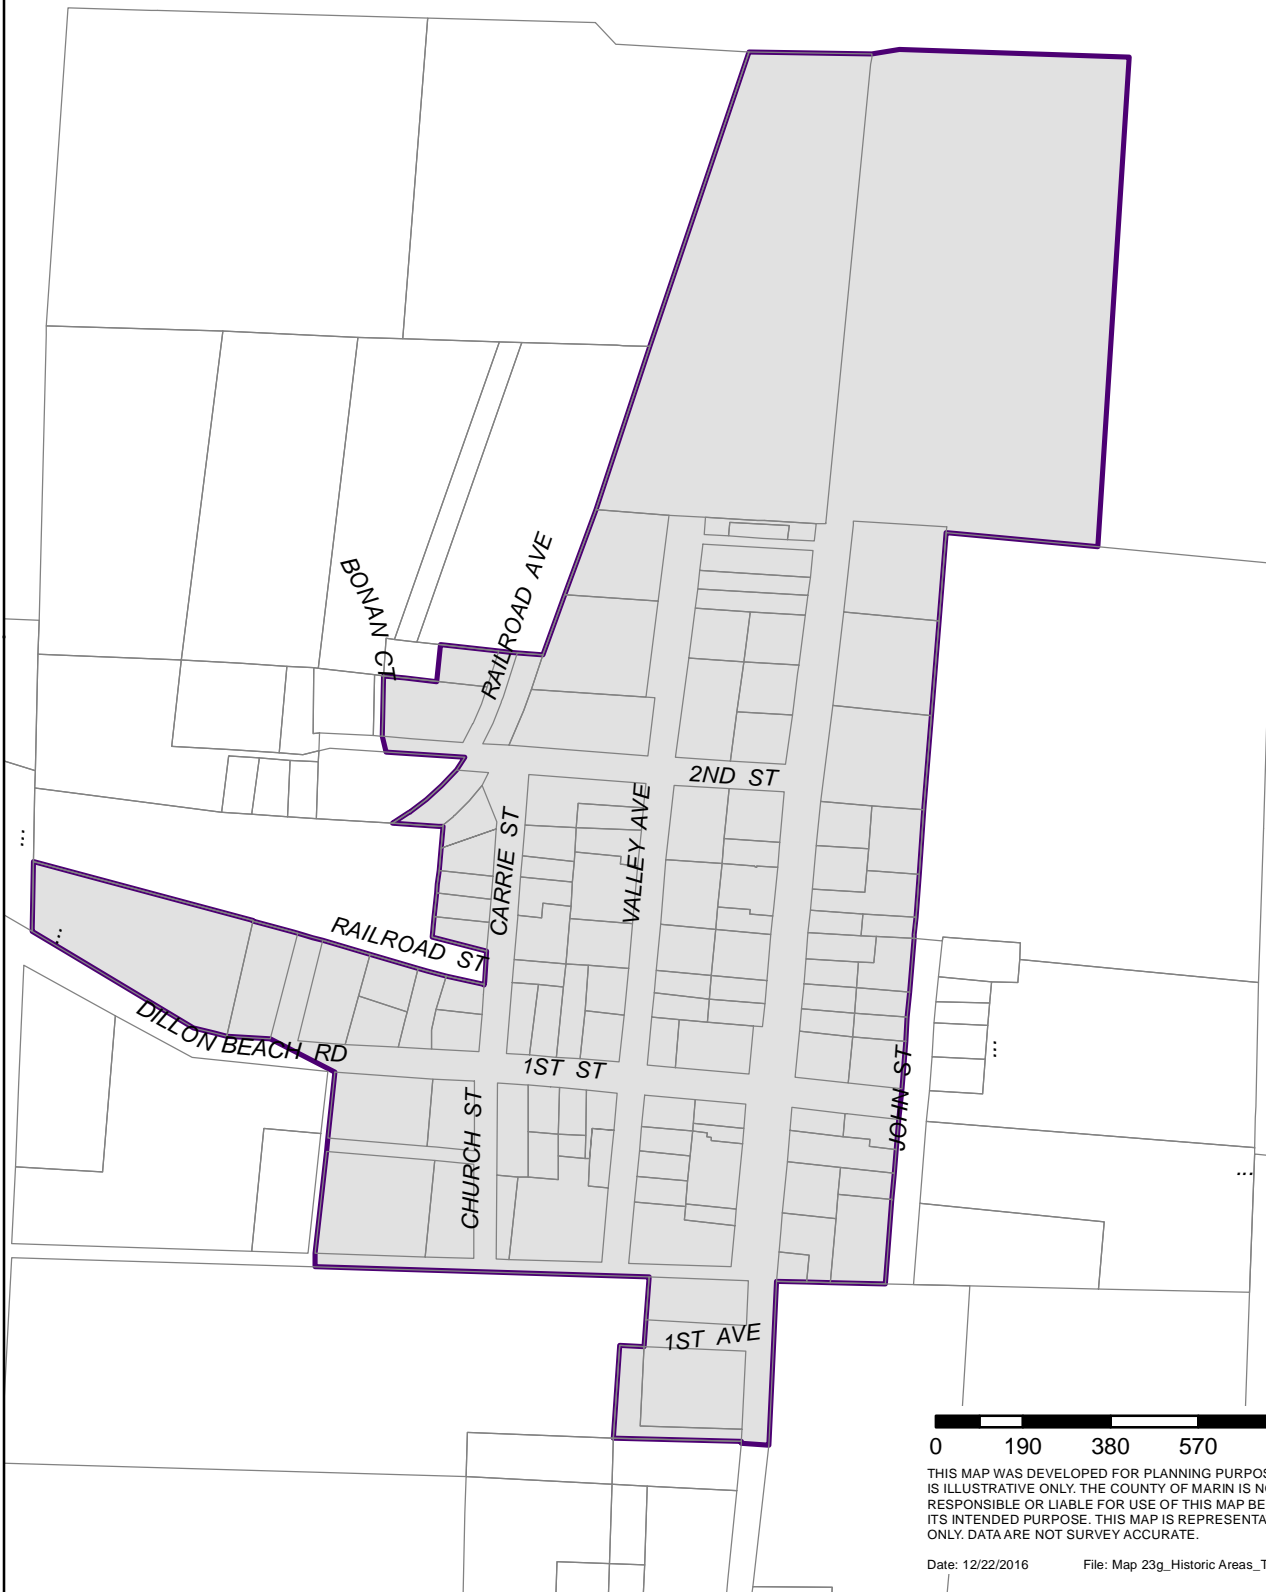 BONAN CT
RAILROAD AVE
2ND ST
VALLEY AVE
CARRIE ST
...
...
RAILROAD ST
DILLON BEACH RD
1ST ST
...
JOHN ST
CHURCH ST
...
1ST AVE
0 190 380 570
THIS MAP WAS DEVELOPED FOR PLANNING PURPOS
IS ILLUSTRATIVE ONLY. THE COUNTY OF MARIN IS N
RESPONSIBLE OR LIABLE FOR USE OF THIS MAP BE
ITS INTENDED PURPOSE. THIS MAP IS REPRESENTA
ONLY. DATA ARE NOT SURVEY ACCURATE.
Date: 12/22/2016 File: Map 23g_Historic Areas_T